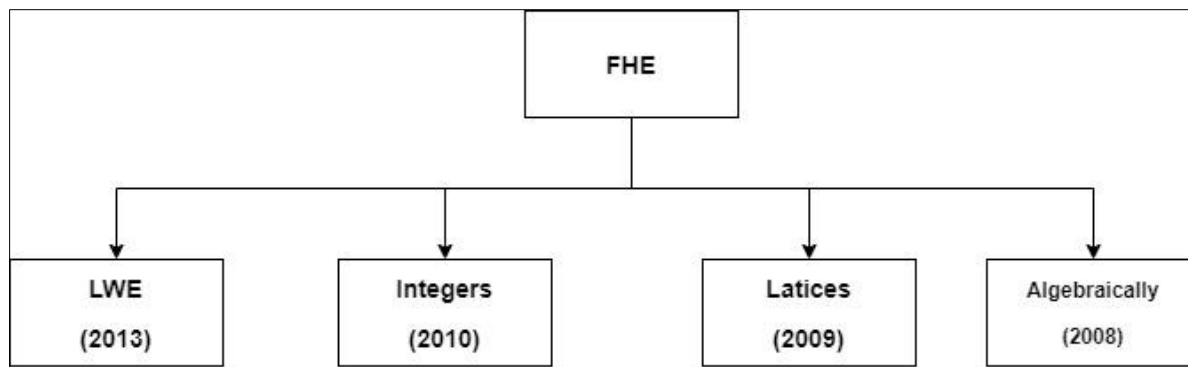 FHE
LWE
(2013)
Integers
(2010)
Latices
(2009)
Algebraically
(2008)